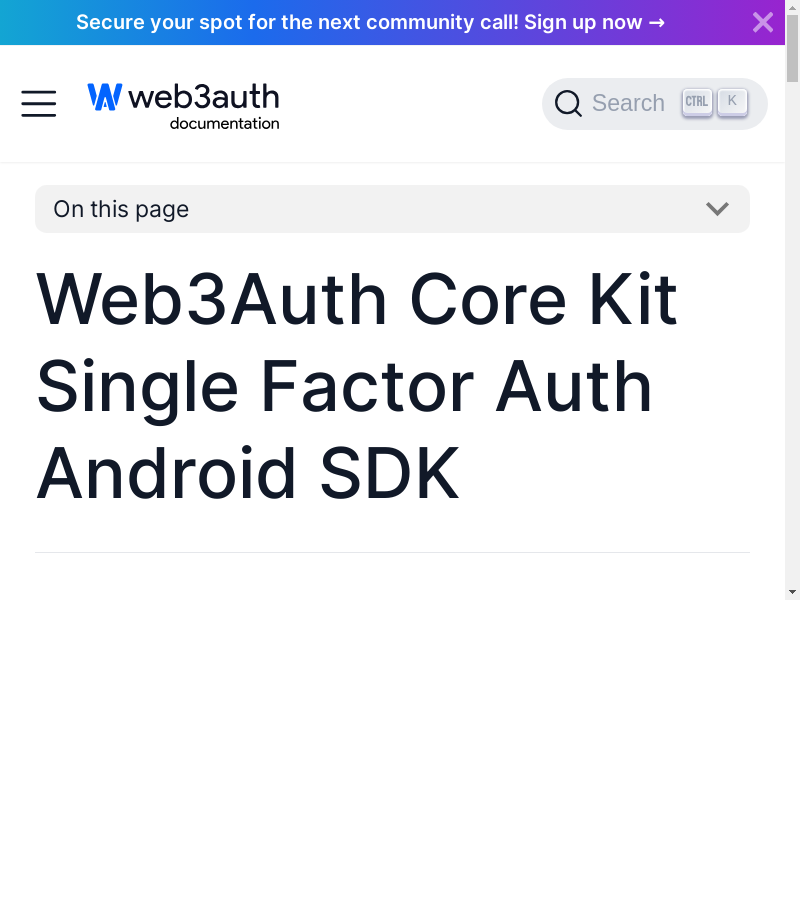 Secure your spot for the next community call! Sign up now →
web3auth
documentation
Search CTRL K
On this page
Web3Auth Core Kit
Single Factor Auth
Android SDK